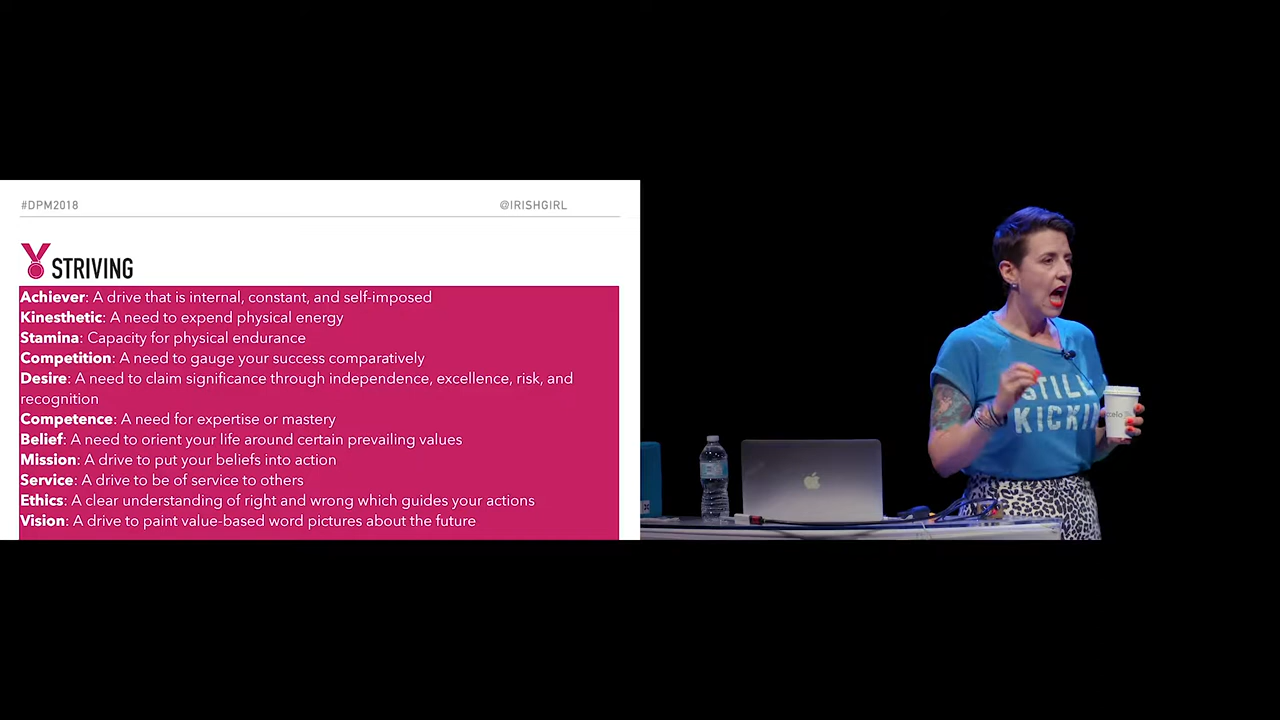 #DPM2018 @IRISHGIRL
STRIVING
Achiever: A drive that is internal, constant, and self-imposed
Kinesthetic: A need to expend physical energy
Stamina: Capacity for physical endurance
Competition: A need to gauge your success comparatively
Desire: A need to claim significance through independence, excellence, risk, and
recognition
Competence: A need for expertise or mastery
Belief: A need to orient your life around certain prevailing values
Mission: A drive to put your beliefs into action
Service: A drive to be of service to others
Ethics: A clear understanding of right and wrong which guides your actions
Vision: A drive to paint value-based word pictures about the future
STILL